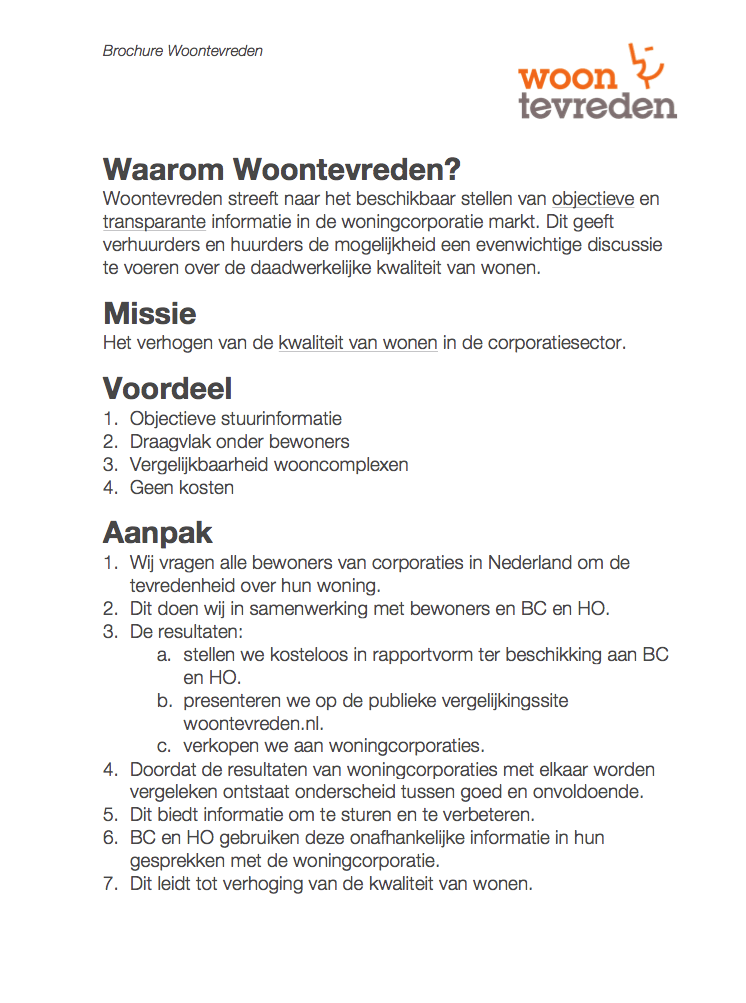 Brochure Woontevreden
woon
tevreden
Waarom Woontevreden?
Woontevreden streeft naar het beschikbaar stellen van objectieve en
transparante informatie in de woningcorporatie markt. Dit geeft
verhuurders en huurders de mogelijkheid een evenwichtige discussie
te voeren over de daadwerkelijke kwaliteit van wonen.
Missie
Het verhogen van de kwaliteit van wonen in de corporatiesector.
Voordeel
1. Objectieve stuurinformatie
2. Draagvlak onder bewoners
3. Vergelijkbaarheid wooncomplexen
4. Geen kosten
Aanpak
1. Wij vragen alle bewoners van corporaties in Nederland om de
tevredenheid over hun woning.
2. Dit doen wij in samenwerking met bewoners en BC en HO.
3. De resultaten:
a. stellen we kosteloos in rapportvorm ter beschikking aan BC
en HO.
b. presenteren we op de publieke vergelijkingssite
woontevreden.nl.
c. verkopen we aan woningcorporaties.
4. Doordat de resultaten van woningcorporaties met elkaar worden
vergeleken ontstaat onderscheid tussen goed en onvoldoende.
5. Dit biedt informatie om te sturen en te verbeteren.
6. BC en HO gebruiken deze onafhankelijke informatie in hun
gesprekken met de woningcorporatie.
7. Dit leidt tot verhoging van de kwaliteit van wonen.